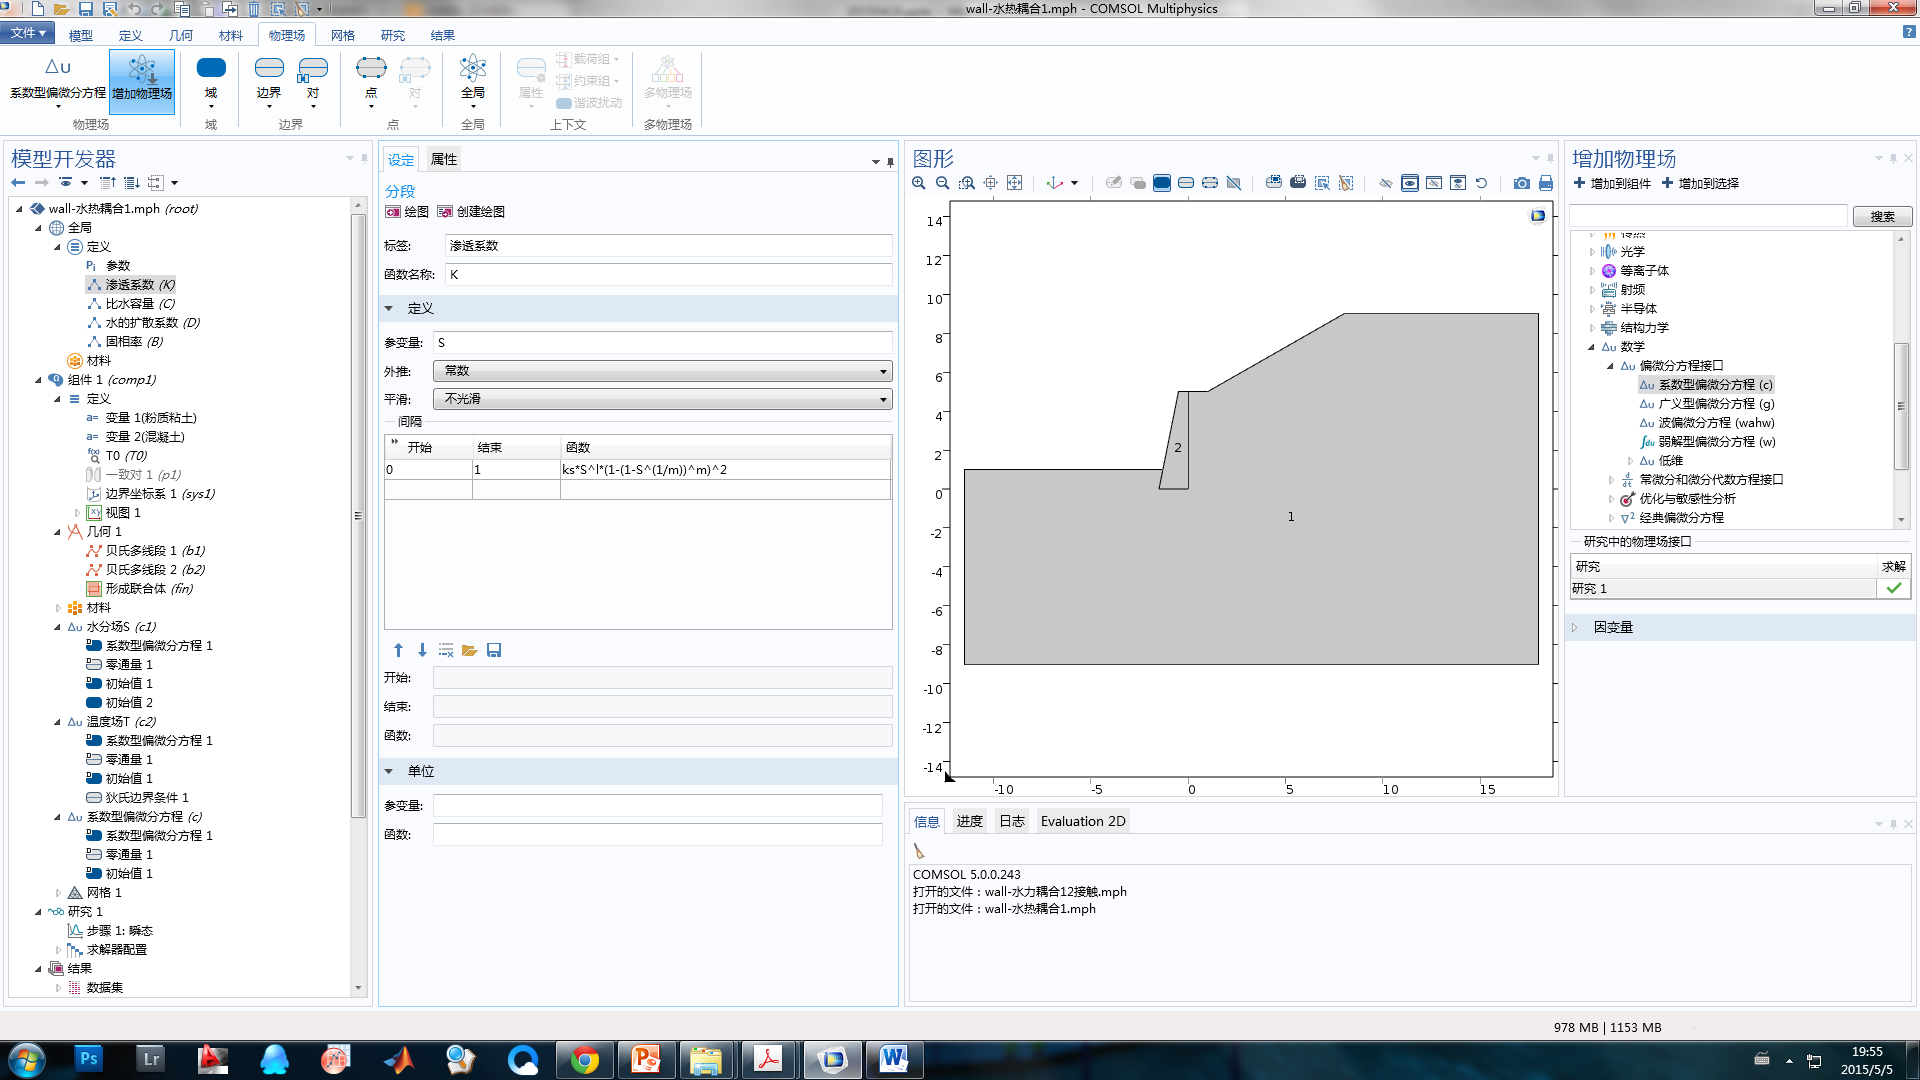 wall-水热耦合1.mph - COMSOL Multiphysics
文件
模型
定义
几何
材料
物理场
网格
研究
结果
系数型偏微分方程
增加物理场
域
边界
对
点
对
全局
属性
载荷组
约束组
谐波扰动
多物理场
物理场
域
边界
点
全局
上下文
多物理场
模型开发器
wall-水热耦合1.mph (root)
全局
定义
Pi 参数
渗透系数 (K)
比水容量 (C)
水的扩散系数 (D)
固相率 (B)
材料
组件 1 (comp1)
定义
a= 变量 1(粉质粘土)
a= 变量 2(混凝土)
T0 (T0)
一致对 1 (p1)
边界坐标系 1 (sys1)
视图 1
几何 1
贝氏多线段 1 (b1)
贝氏多线段 2 (b2)
形成联合体 (fin)
材料
Δu 水分场S (c1)
系数型偏微分方程 1
零通量 1
初始值 1
初始值 2
Δu 温度场T (c2)
系数型偏微分方程 1
零通量 1
初始值 1
狄氏边界条件 1
Δu 系数型偏微分方程 (c)
系数型偏微分方程 1
零通量 1
初始值 1
网格 1
研究 1
步骤 1: 瞬态
求解器配置
结果
数据集
设定
属性
分段
绘图
创建绘图
标签: 渗透系数
函数名称: K
定义
参变量: S
外推: 常数
平滑: 不光滑
间隔
开始 结束 函数
0 1 ks*S^l*(1-(1-S^(1/m))^m)^2
开始:
结束:
函数:
单位
参变量:
函数:
图形
14
12
10
8
6
4
2
0
-2
-4
-6
-8
-10
-12
-14
2
1
-10 -5 0 5 10 15
信息
进度
日志
Evaluation 2D
COMSOL 5.0.0.243
打开的文件：wall-水力耦合12接触.mph
打开的文件：wall-水热耦合1.mph
增加物理场
增加到组件
增加到选择
搜索
传热
光学
等离子体
射频
半导体
结构力学
Δu 数学
Δu 偏微分方程接口
Δu 系数型偏微分方程 (c)
Δu 广义型偏微分方程 (g)
Δu 波偏微分方程 (wahw)
∫du 弱解型偏微分方程 (w)
Δu 低维
常微分和微分代数方程接口
优化与敏感性分析
∇² 经典偏微分方程
研究中的物理场接口
研究 求解
研究 1
因变量
978 MB | 1153 MB
Ps
Lr
19:55
2015/5/5